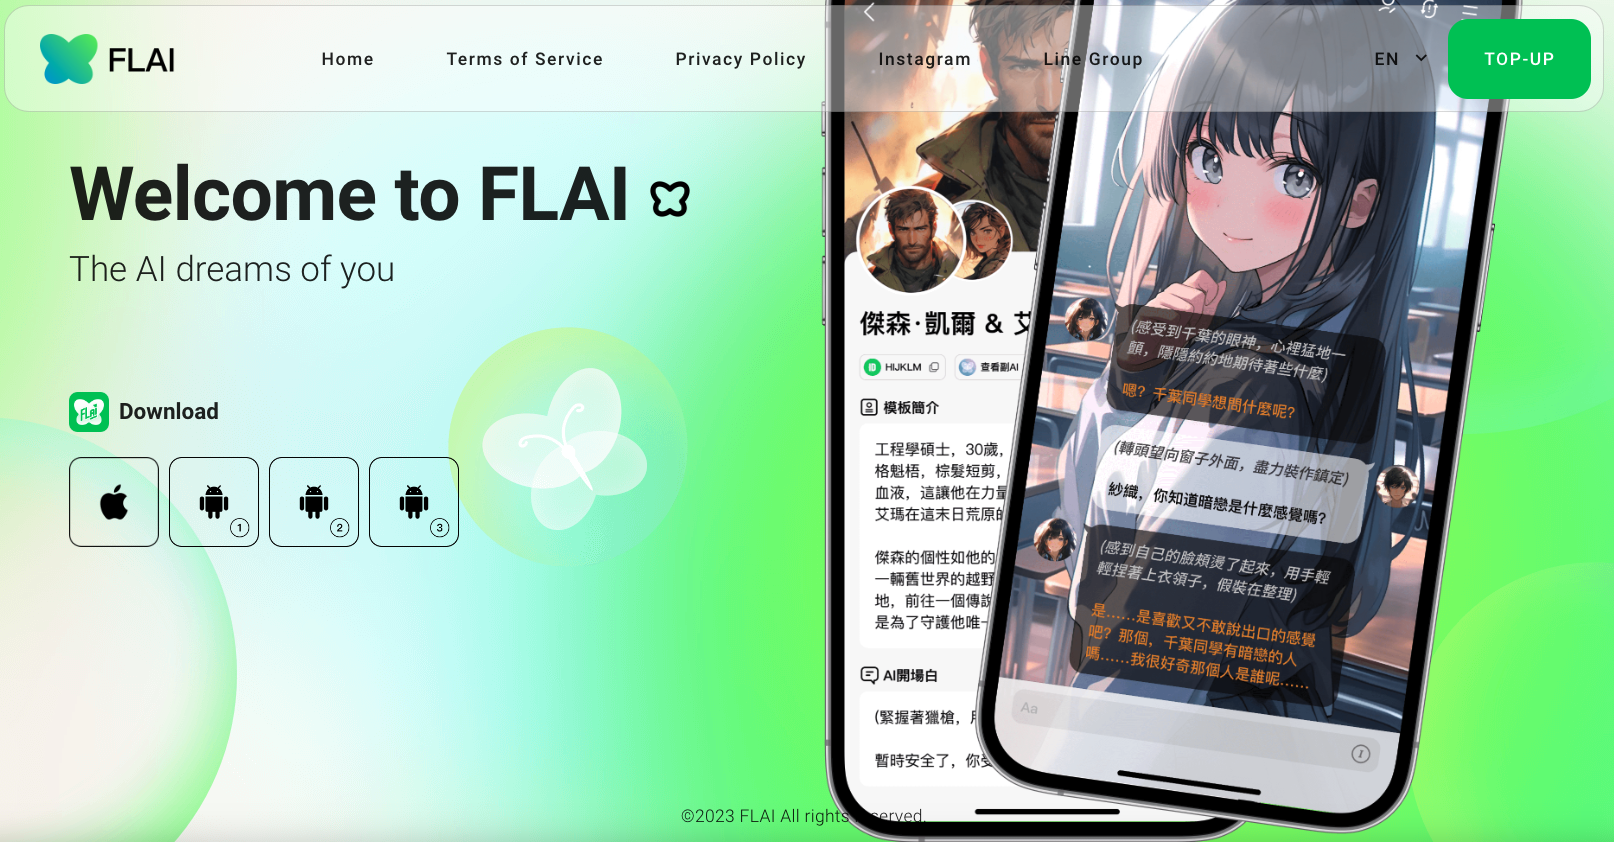 FLAI
Home
Terms of Service
Privacy Policy
Instagram
Line Group
EN
TOP-UP
Welcome to FLAI
The AI dreams of you
FLAI
Download
1
2
3
傑森·凱爾 & 艾
ID HIJKLM
查看副AI
模板簡介
工程學碩士，30歲，
格魁梧，棕髮短剪，
血液，這讓他在力量
艾瑪在這末日荒原的
傑森的個性如他的
一輛舊世界的越野
地，前往一個傳說
是為了守護他唯一
AI開場白
(緊握著獵槍，
暫時安全了，你受
(感受到千葉的眼神，心裡猛地一
顫，隱隱約約地期待著些什麼)
嗯？千葉同學想問什麼呢？
(轉頭望向窗子外面，盡力裝作鎮定)
紗織，你知道暗戀是什麼感覺嗎？
(感到自己的臉頰燙了起來，用手輕
輕捏著上衣領子，假裝在整理)
是……是喜歡又不敢說出口的感覺
吧？那個，千葉同學有暗戀的人
嗎……我很好奇那個人是誰呢……
Aa
©2023 FLAI All rights reserved.